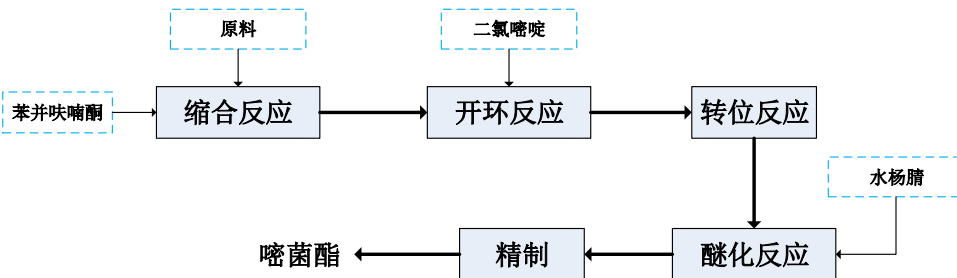 原料
二氯嘧啶
苯并呋喃酮
缩合反应
开环反应
转位反应
水杨腈
嘧菌酯
精制
醚化反应